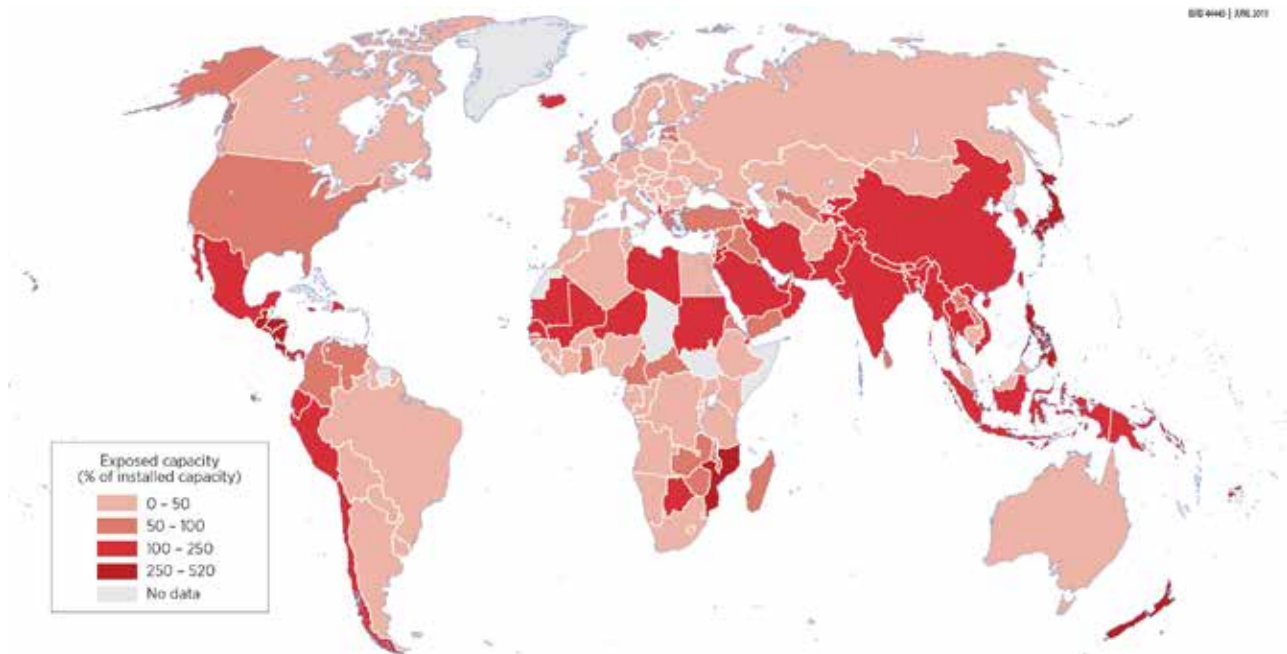 Exposed capacity
(% of installed capacity)
0 – 50
50 – 100
100 – 250
250 – 520
No data